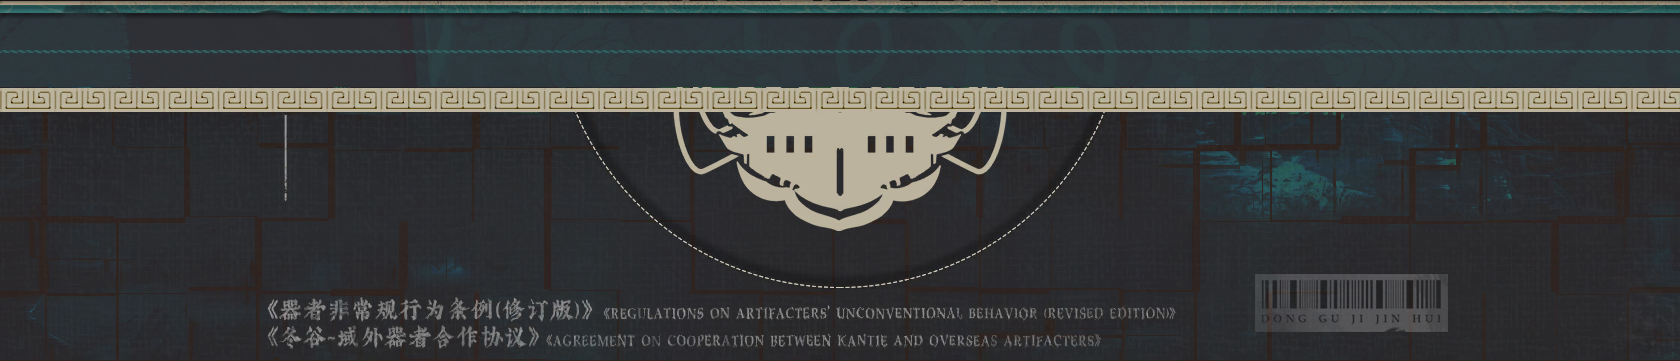 《器者非常规行为条例(修订版)》《REGULATIONS ON ARTIFACTERS' UNCONVENTIONAL BEHAVIOR (REVISED EDITION)》
《冬谷-域外器者合作协议》《AGREEMENT ON COOPERATION BETWEEN KANTIE AND OVERSEAS ARTIFACTERS》
DONG GU JI JIN HUI